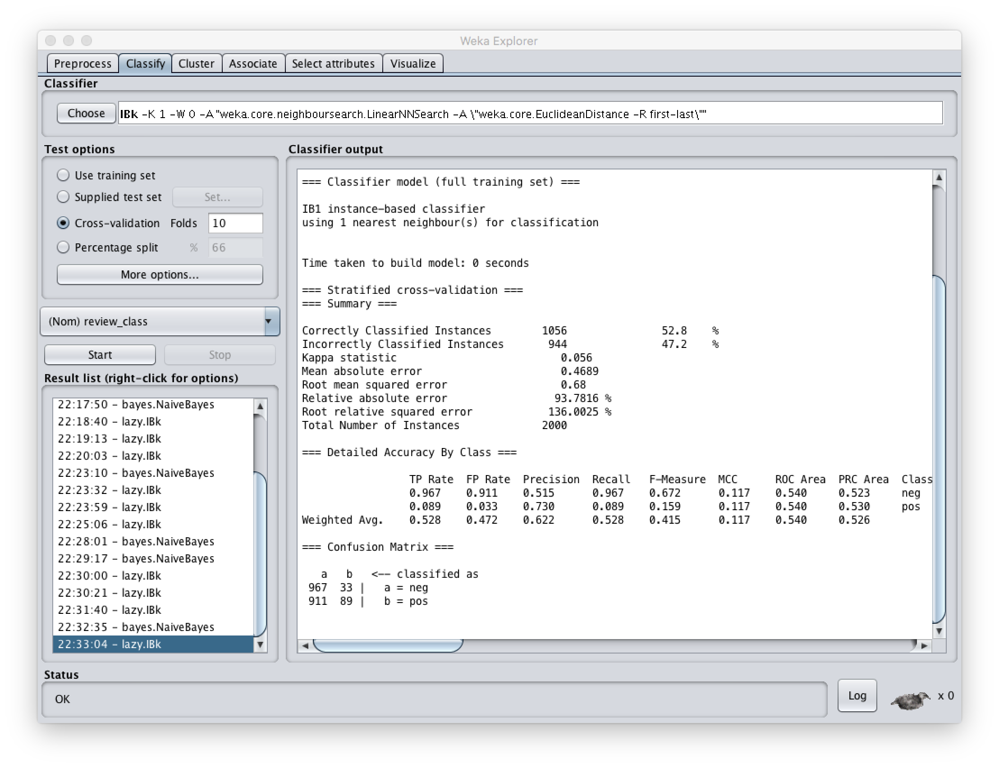 Weka Explorer
Preprocess Classify Cluster Associate Select attributes Visualize
Classifier
Choose IBk -K 1 -W 0 -A "weka.core.neighboursearch.LinearNNSearch -A \"weka.core.EuclideanDistance -R first-last\""
Test options
Use training set
Supplied test set Set...
Cross-validation Folds 10
Percentage split % 66
More options...
(Nom) review_class
Start Stop
Result list (right-click for options)
22:17:50 - bayes.NaiveBayes
22:18:40 - lazy.IBk
22:19:13 - lazy.IBk
22:20:03 - lazy.IBk
22:23:10 - bayes.NaiveBayes
22:23:32 - lazy.IBk
22:23:59 - lazy.IBk
22:25:06 - lazy.IBk
22:28:01 - bayes.NaiveBayes
22:29:17 - bayes.NaiveBayes
22:30:00 - lazy.IBk
22:30:21 - lazy.IBk
22:31:40 - lazy.IBk
22:32:35 - bayes.NaiveBayes
22:33:04 - lazy.IBk
Classifier output
=== Classifier model (full training set) ===
IB1 instance-based classifier
using 1 nearest neighbour(s) for classification
Time taken to build model: 0 seconds
=== Stratified cross-validation ===
=== Summary ===
Correctly Classified Instances 1056 52.8 %
Incorrectly Classified Instances 944 47.2 %
Kappa statistic 0.056
Mean absolute error 0.4689
Root mean squared error 0.68
Relative absolute error 93.7816 %
Root relative squared error 136.0025 %
Total Number of Instances 2000
=== Detailed Accuracy By Class ===
TP Rate FP Rate Precision Recall F-Measure MCC ROC Area PRC Area Class
0.967 0.911 0.515 0.967 0.672 0.117 0.540 0.523 neg
0.089 0.033 0.730 0.089 0.159 0.117 0.540 0.530 pos
Weighted Avg. 0.528 0.472 0.622 0.528 0.415 0.117 0.540 0.526
=== Confusion Matrix ===
a b <-- classified as
967 33 | a = neg
911 89 | b = pos
Status
OK
Log x 0